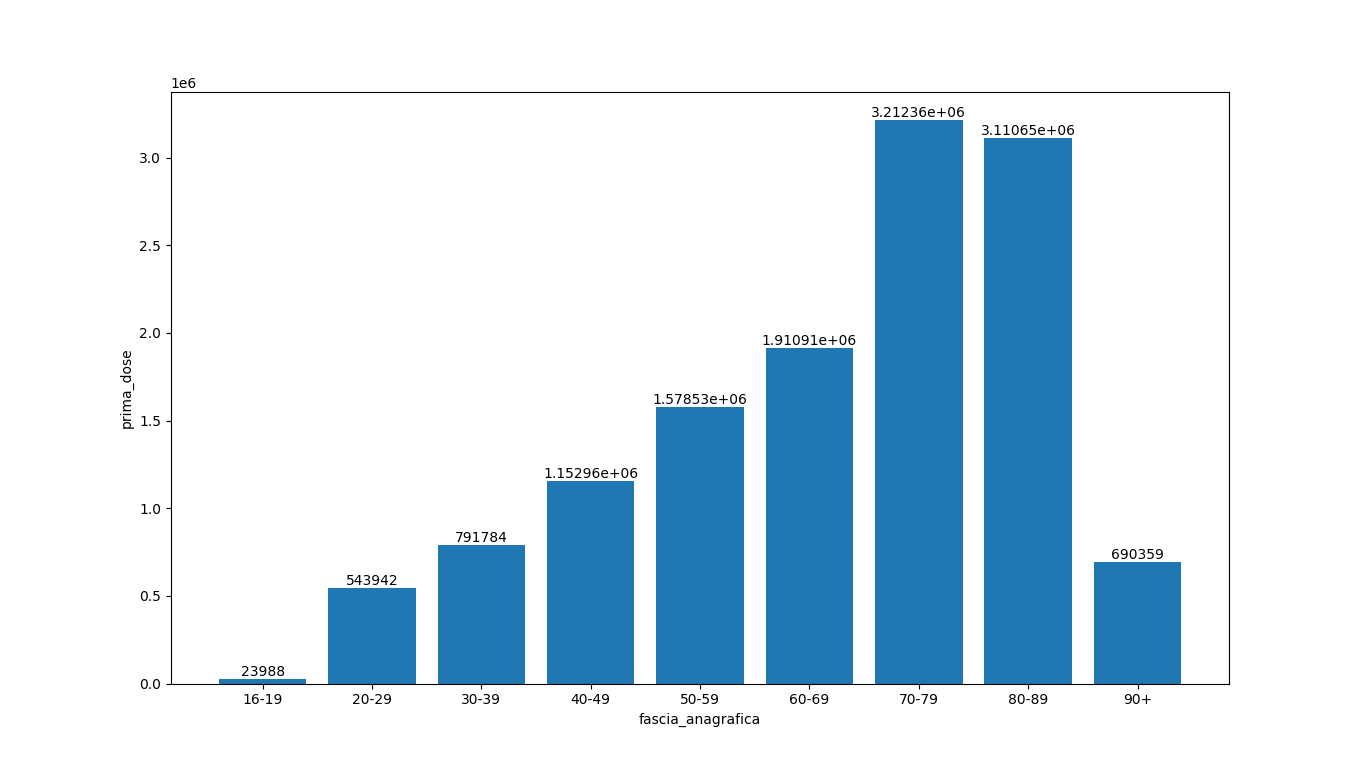 1e6
3.21236e+06
3.11065e+06
3.0
2.5
2.0
1.91091e+06
prima_dose
1.57853e+06
1.5
1.15296e+06
1.0
791784
690359
543942
0.5
23988
0.0
16-19 20-29 30-39 40-49 50-59 60-69 70-79 80-89 90+
fascia_anagrafica